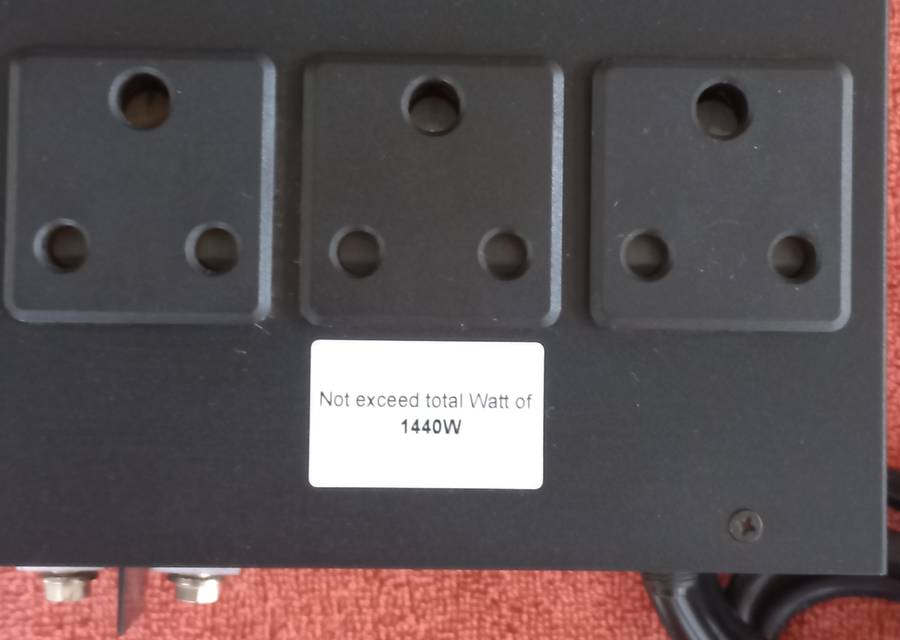 Not exceed total Watt of
1440W